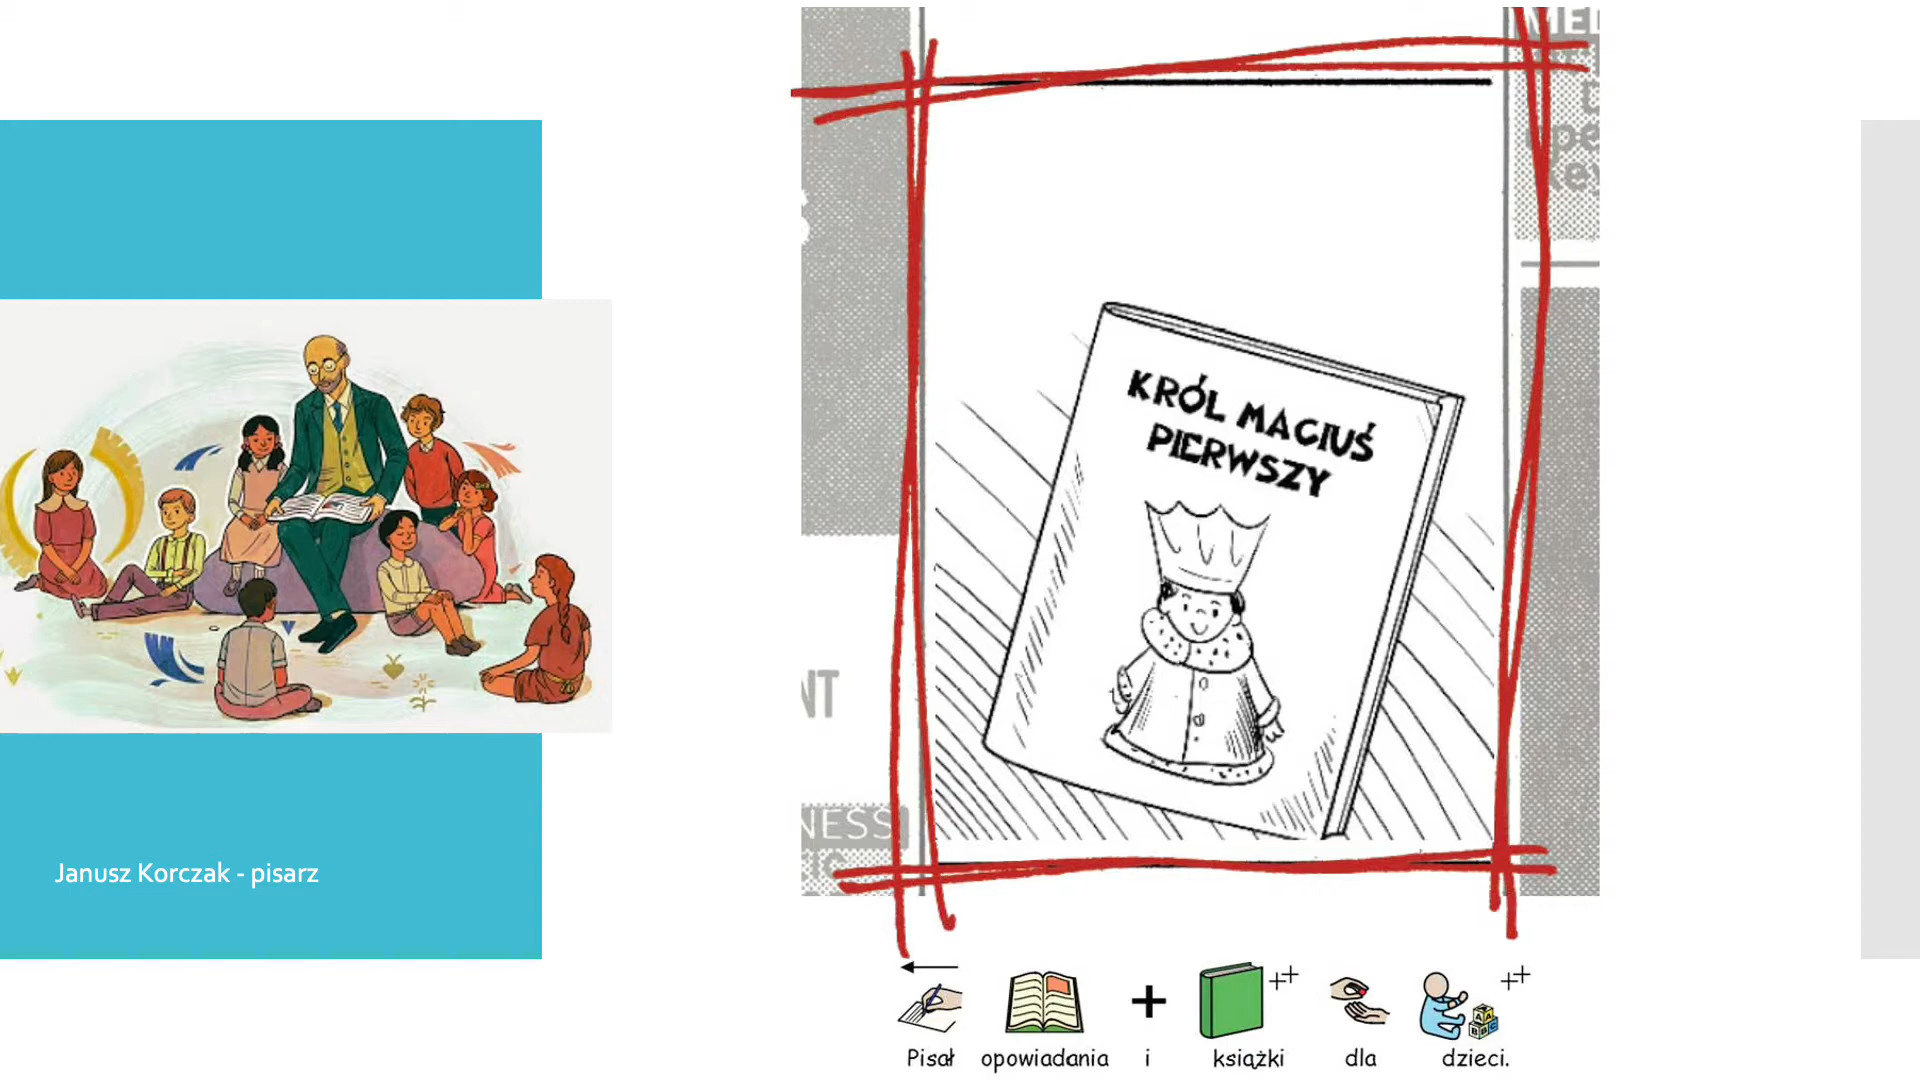 Janusz Korczak - pisarz
KRÓL MACIUŚ
PIERWSZY
NT
NESS
Pisał opowiadania i książki dla dzieci.